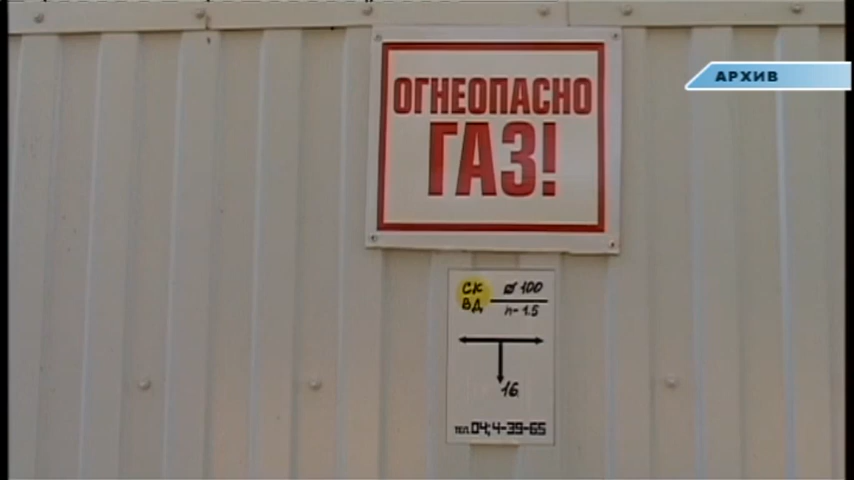 АРХИВ
ОГНЕОПАСНО
ГАЗ!
СК ø 100
ВД h-1.5
16
тел. 04; 4-39-65